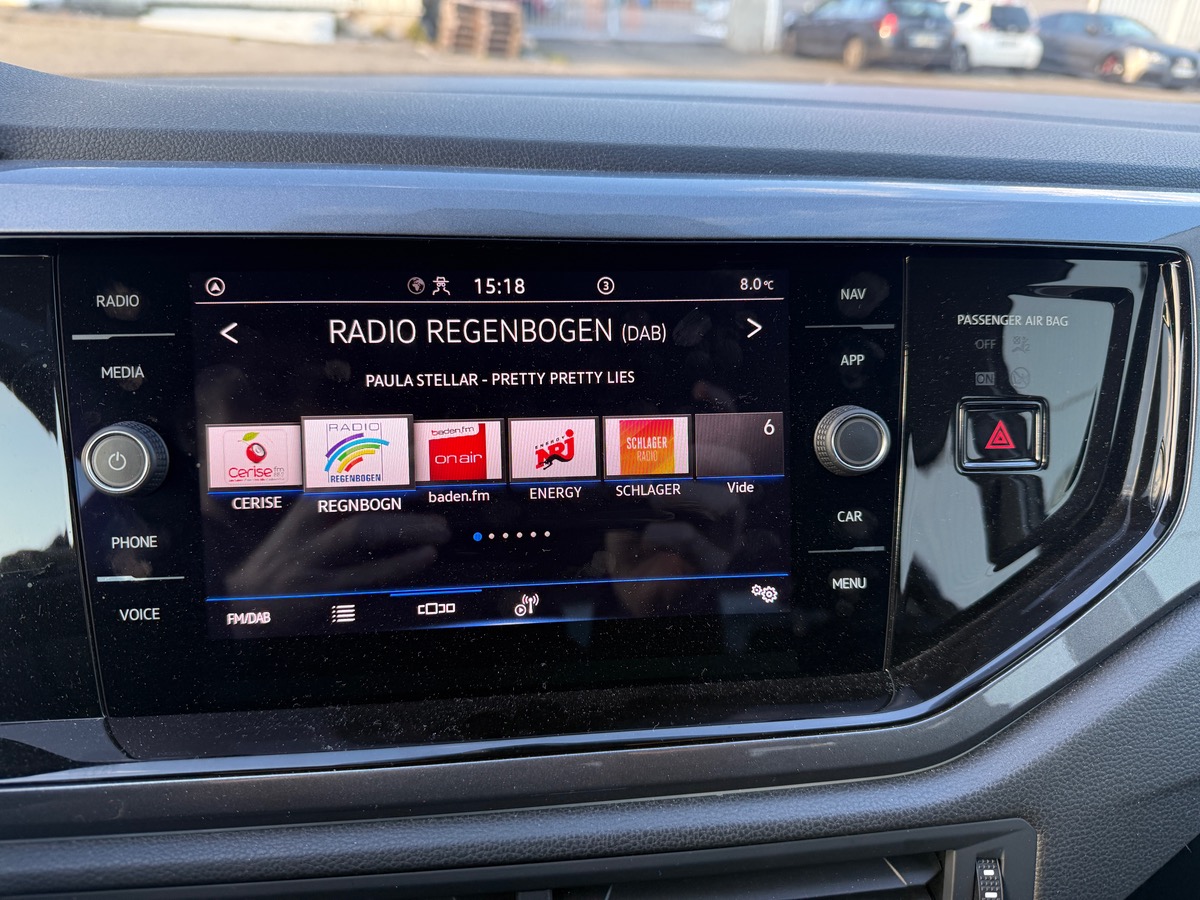 15:18
3
8.0°C
RADIO REGENBOGEN (DAB)
PAULA STELLAR - PRETTY PRETTY LIES
Cerise fm
RADIO
REGENBOGEN
baden.fm
on air
ENERGY
NRJ
SCHLAGER
RADIO
6
CERISE
REGNBOGN
baden.fm
ENERGY
SCHLAGER
Vide
FM/DAB
RADIO
MEDIA
PHONE
VOICE
NAV
APP
CAR
MENU
PASSENGER AIR BAG
OFF
ON